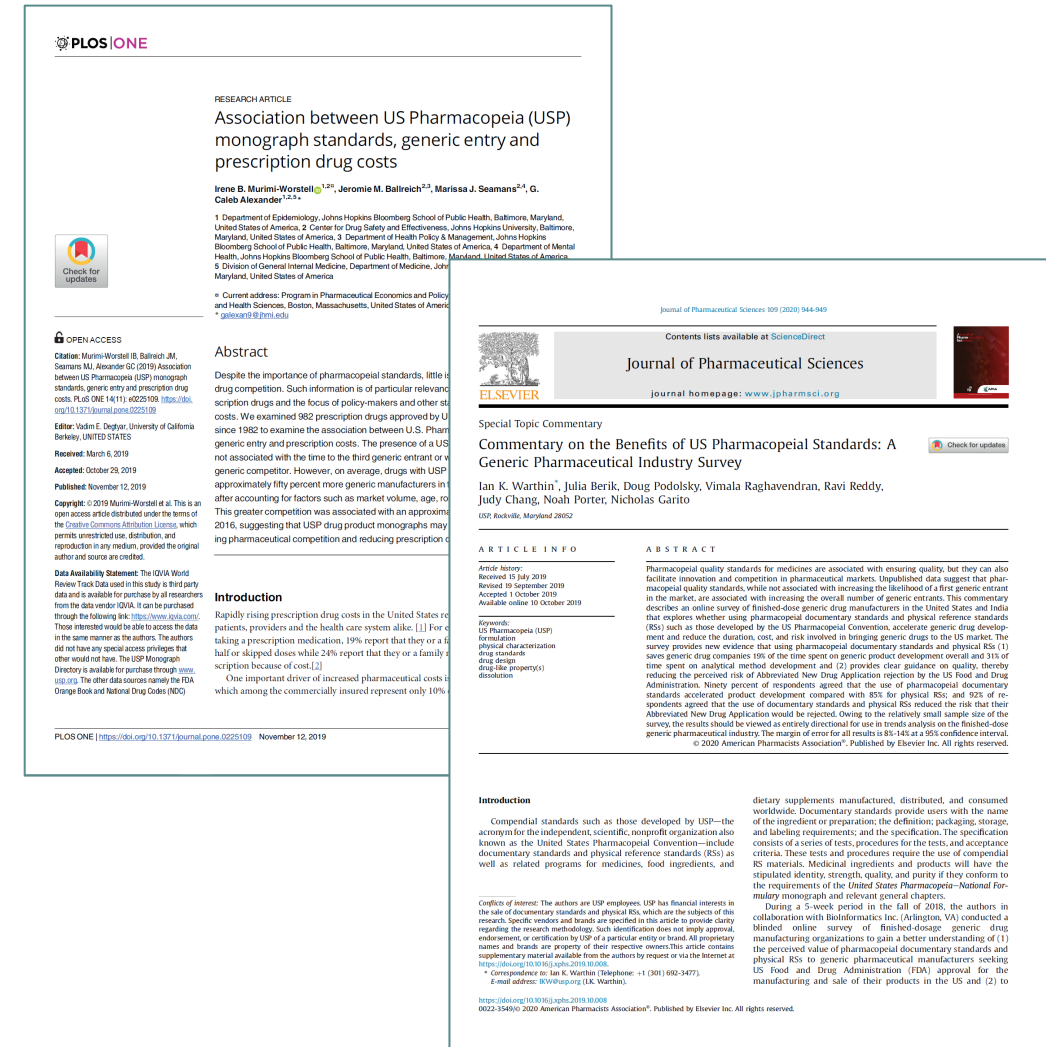 PLOS ONE
RESEARCH ARTICLE
Association between US Pharmacopeia (USP)
monograph standards, generic entry and
prescription drug costs
Irene B. Murimi-Worstell 1,2¤, Jeromie M. Ballreich2,3, Marissa J. Seamans2,4, G.
Caleb Alexander1,2,5*
1 Department of Epidemiology, Johns Hopkins Bloomberg School of Public Health, Baltimore, Maryland,
United States of America, 2 Center for Drug Safety and Effectiveness, Johns Hopkins University, Baltimore,
Maryland, United States of America, 3 Department of Health Policy & Management, Johns Hopkins
Bloomberg School of Public Health, Baltimore, Maryland, United States of America, 4 Department of Mental
Health, Johns Hopkins Bloomberg School of Public Health, Baltimore, Maryland, United States of America,
5 Division of General Internal Medicine, Department of Medicine, John
Maryland, United States of America
¤ Current address: Program in Pharmaceutical Economics and Policy
and Health Sciences, Boston, Massachusetts, United States of Americ
* galexan9@jhmi.edu
Check for
updates
OPEN ACCESS
Citation: Murimi-Worstell IB, Ballreich JM,
Seamans MJ, Alexander GC (2019) Association
between US Pharmacopeia (USP) monograph
standards, generic entry and prescription drug
costs. PLoS ONE 14(11): e0225109. https://doi.
org/10.1371/journal.pone.0225109
Editor: Vadim E. Degtyar, University of California
Berkeley, UNITED STATES
Received: March 6, 2019
Accepted: October 29, 2019
Published: November 12, 2019
Copyright: © 2019 Murimi-Worstell et al. This is an
open access article distributed under the terms of
the Creative Commons Attribution License, which
permits unrestricted use, distribution, and
reproduction in any medium, provided the original
author and source are credited.
Data Availability Statement: The IQVIA World
Review Track Data used in this study is third party
data and is available for purchase by all researchers
from the data vendor IQVIA. It can be purchased
through the following link: https://www.iqvia.com/.
Those interested would be able to access the data
in the same manner as the authors. The authors
did not have any special access privileges that
other would not have. The USP Monograph
Directory is available for purchase through www.
usp.org. The other data sources namely the FDA
Orange Book and National Drug Codes (NDC)
Abstract
Despite the importance of pharmacopeial standards, little is
drug competition. Such information is of particular relevanc
scription drugs and the focus of policy-makers and other sta
costs. We examined 982 prescription drugs approved by U
since 1982 to examine the association between U.S. Phar
generic entry and prescription costs. The presence of a US
not associated with the time to the third generic entrant or w
generic competitor. However, on average, drugs with USP
approximately fifty percent more generic manufacturers in t
after accounting for factors such as market volume, age, ro
This greater competition was associated with an approxima
2016, suggesting that USP drug product monographs may
ing pharmaceutical competition and reducing prescription c
Introduction
Rapidly rising prescription drug costs in the United States re
patients, providers and the health care system alike. [1] For e
taking a prescription medication, 19% report that they or a fa
half or skipped doses while 24% report that they or a family r
scription because of cost.[2]
One important driver of increased pharmaceutical costs is
which among the commercially insured represent only 10%
PLOS ONE | https://doi.org/10.1371/journal.pone.0225109 November 12, 2019
Journal of Pharmaceutical Sciences 109 (2020) 944-949
Contents lists available at ScienceDirect
Journal of Pharmaceutical Sciences
journal homepage: www.jpharmsci.org
ELSEVIER
Special Topic Commentary
Commentary on the Benefits of US Pharmacopeial Standards: A
Generic Pharmaceutical Industry Survey
Check for updates
Ian K. Warthin*, Julia Berik, Doug Podolsky, Vimala Raghavendran, Ravi Reddy,
Judy Chang, Noah Porter, Nicholas Garito
USP, Rockville, Maryland 28052
ARTICLE INFO
Article history:
Received 15 July 2019
Revised 19 September 2019
Accepted 1 October 2019
Available online 10 October 2019
Keywords:
US Pharmacopeia (USP)
formulation
physical characterization
drug standards
drug design
drug-like property(s)
dissolution
ABSTRACT
Pharmaceutical quality standards for medicines are associated with ensuring quality, but they can also
facilitate innovation and competition in pharmaceutical markets. Unpublished data suggest that phar-
macopeial quality standards, while not associated with increasing the likelihood of a first generic entrant
in the market, are associated with increasing the overall number of generic entrants. This commentary
describes an online survey of finished-dose generic drug manufacturers in the United States and India
that explores whether using pharmacopeial documentary standards and physical reference standards
(RSs) such as those developed by the US Pharmacopeial Convention, accelerate generic drug develop-
ment and reduce the duration, cost, and risk involved in bringing generic drugs to the US market. The
survey provides new evidence that using pharmacopeial documentary standards and physical RSs (1)
saves generic drug companies 19% of the time spent on generic product development overall and 31% of
time spent on analytical method development and (2) provides clear guidance on quality, thereby
reducing the perceived risk of Abbreviated New Drug Application rejection by the US Food and Drug
Administration. Ninety percent of respondents agreed that the use of pharmacopeial documentary
standards accelerated product development compared with 85% for physical RSs; and 92% of re-
spondents agreed that the use of documentary standards and physical RSs reduced the risk that their
Abbreviated New Drug Application would be rejected. Owing to the relatively small sample size of the
survey, the results should be viewed as entirely directional for use in trends analysis on the finished-dose
generic pharmaceutical industry. The margin of error for all results is 8%-14% at a 95% confidence interval.
© 2020 American Pharmacists Association®. Published by Elsevier Inc. All rights reserved.
Introduction
Compendial standards such as those developed by USP—the
acronym for the independent, scientific, nonprofit organization also
known as the United States Pharmacopeial Convention—include
documentary standards and physical reference standards (RSs) as
well as related programs for medicines, food ingredients, and
Conflicts of interest: The authors are USP employees. USP has financial interests in
the sale of documentary standards and physical RSs, which are the subjects of this
research. Specific vendors and brands are specified in this article to provide clarity
regarding the research methodology. Such identification does not imply approval,
endorsement, or certification by USP of a particular entity or brand. All proprietary
names and brands are property of their respective owners.This article contains
supplementary material available from the authors by request or via the Internet at
https://doi.org/10.1016/j.xphs.2019.10.008.
* Correspondence to: Ian K. Warthin (Telephone: +1 (301) 692-3477).
E-mail address: IKW@usp.org (I.K. Warthin).
https://doi.org/10.1016/j.xphs.2019.10.008
0022-3549/© 2020 American Pharmacists Association®. Published by Elsevier Inc. All rights reserved.
dietary supplements manufactured, distributed, and consumed
worldwide. Documentary standards provide users with the name
of the ingredient or preparation; the definition; packaging, storage,
and labeling requirements; and the specification. The specification
consists of a series of tests, procedures for the tests, and acceptance
criteria. These tests and procedures require the use of compendial
RS materials. Medicinal ingredients and products will have the
stipulated identity, strength, quality, and purity if they conform to
the requirements of the United States Pharmacopeia—National For-
mulary monograph and relevant general chapters.
During a 5-week period in the fall of 2018, the authors in
collaboration with BioInformatics Inc. (Arlington, VA) conducted a
blinded online survey of finished-dosage generic drug
manufacturing organizations to gain a better understanding of (1)
the perceived value of pharmacopeial documentary standards and
physical RSs to generic pharmaceutical manufacturers seeking
US Food and Drug Administration (FDA) approval for the
manufacturing and sale of their products in the US and (2) to